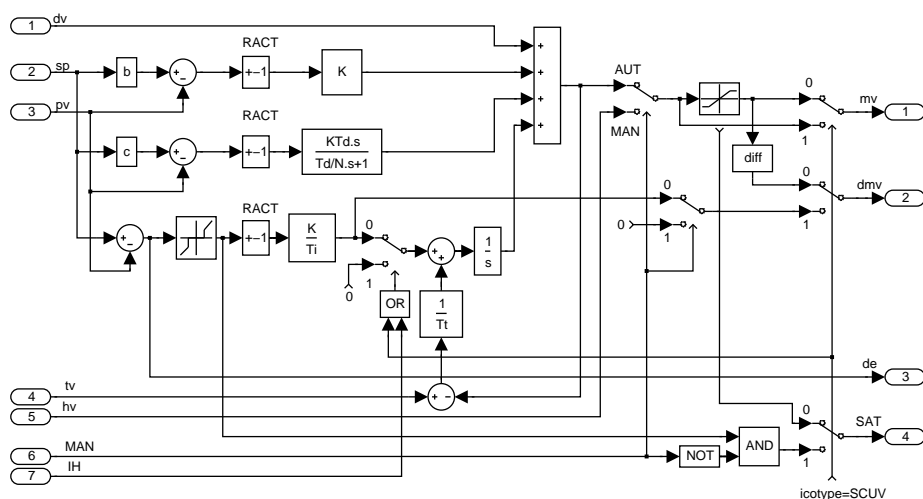 1 dv
RACT
2 sp
b
+ −
+−1
K
+
+
+
+
3 pv
RACT
c
+ −
+−1
KTd.s
Td/N.s+1
AUT
MAN
0
1
mv
1
diff
0
1
dmv
2
+ −
RACT
+−1
K
Ti
0
0
1
OR
+
+
1
s
1
Tt
0
0
1
4 tv
+ −
de
3
5 hv
6 MAN
7 IH
NOT
AND
0
1
SAT
4
icotype=SCUV